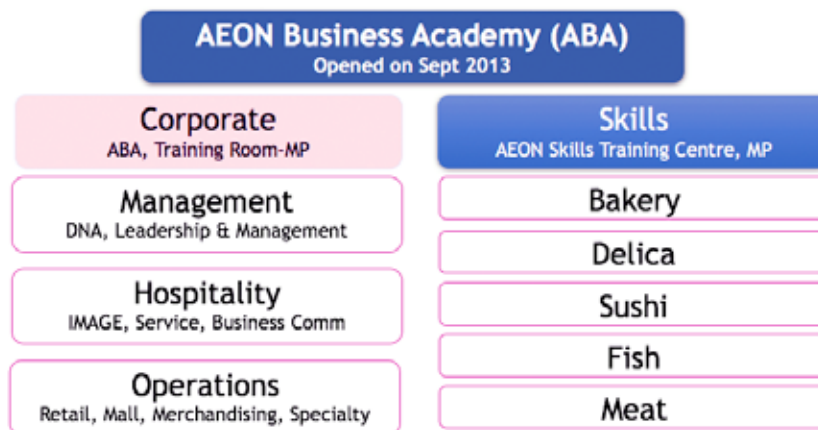 AEON Business Academy (ABA)
Opened on Sept 2013
Corporate
ABA, Training Room-MP
Management
DNA, Leadership & Management
Hospitality
IMAGE, Service, Business Comm
Operations
Retail, Mall, Merchandising, Specialty
Skills
AEON Skills Training Centre, MP
Bakery
Delica
Sushi
Fish
Meat